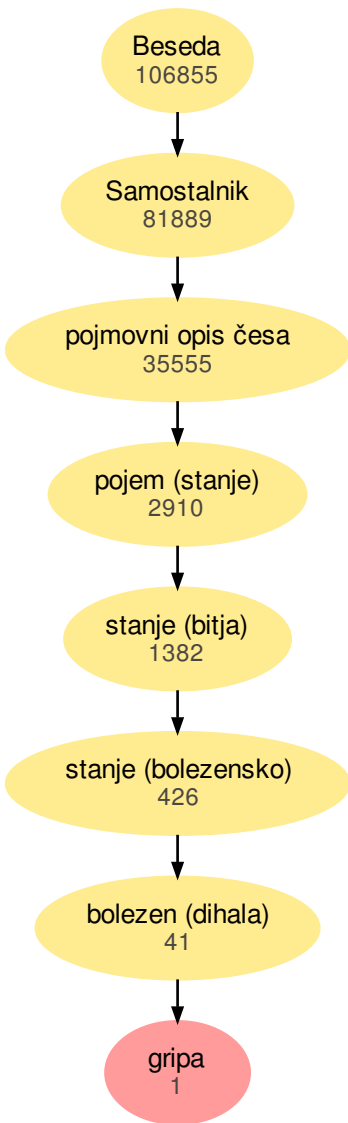 Beseda
106855
Samostalnik
81889
pojmovni opis česa
35555
pojem (stanje)
2910
stanje (bitja)
1382
stanje (bolezensko)
426
bolezen (dihala)
41
gripa
1